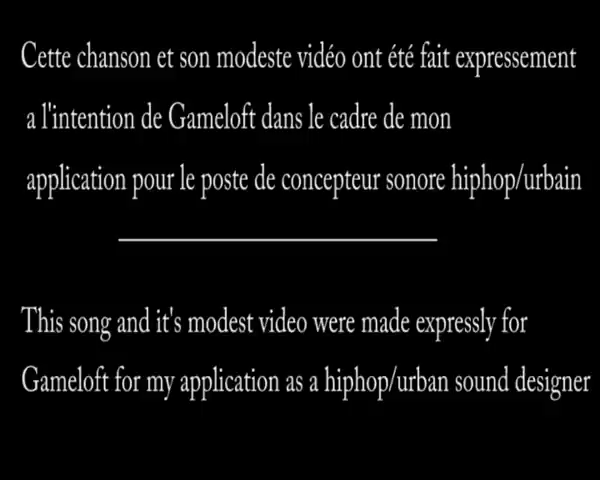 Cette chanson et son modeste vidéo ont été fait expressement
a l'intention de Gameloft dans le cadre de mon
application pour le poste de concepteur sonore hiphop/urbain
This song and it's modest video were made expressly for
Gameloft for my application as a hiphop/urban sound designer